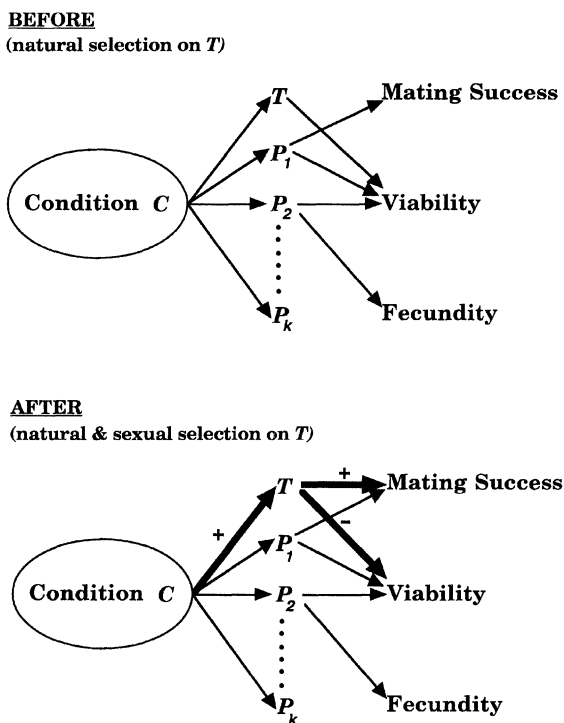 BEFORE
(natural selection on T)
T
Mating Success
P1
Condition C
P2
Viability
Pk
Fecundity
AFTER
(natural & sexual selection on T)
T
+
Mating Success
+
-
P1
Condition C
P2
Viability
Pk
Fecundity